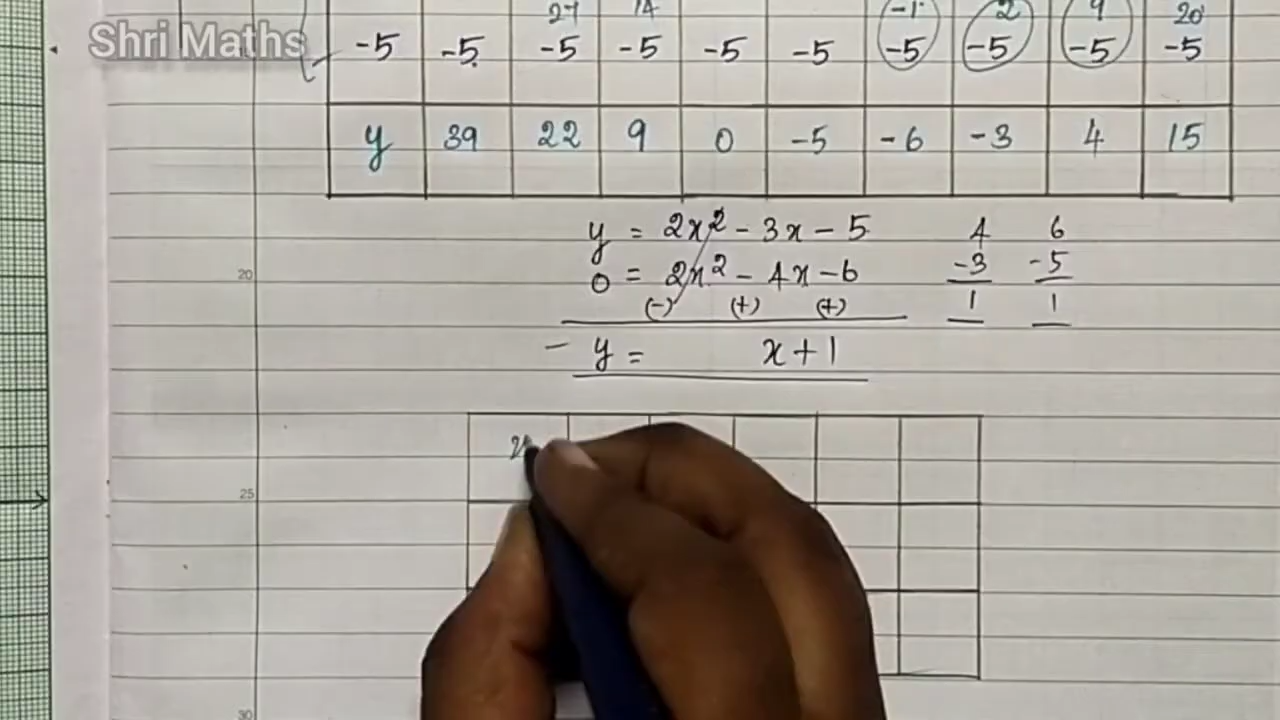 Shri Maths
27 14 -1 2 9 20
-5 -5 -5 -5 -5 -5 -5 -5 -5 -5
y 39 22 9 0 -5 -6 -3 4 15
y = 2x² - 3x - 5 4 6
0 = 2x² - 4x - 6 -3 -5
(-) (+) (+) 1 1
- y = x + 1
20
25
30